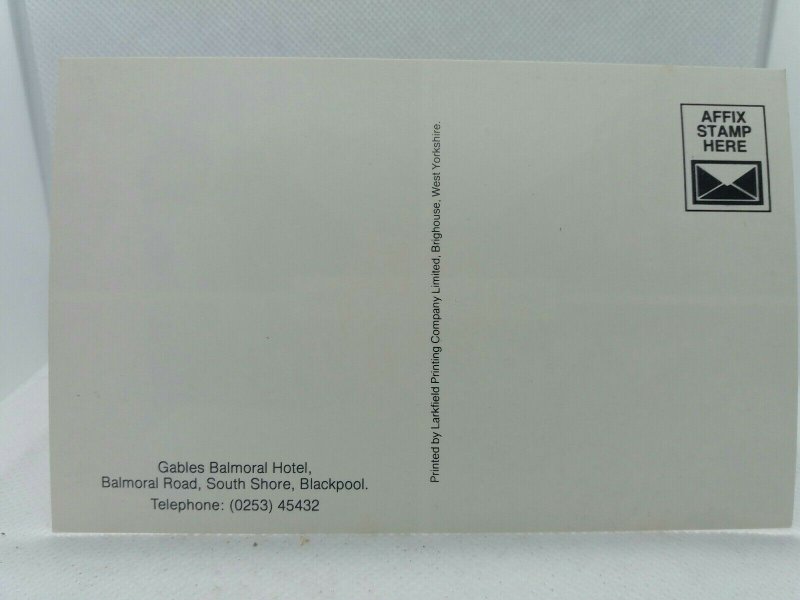 AFFIX
STAMP
HERE
Printed by Larkfield Printing Company Limited, Brighouse, West Yorkshire.
Gables Balmoral Hotel,
Balmoral Road, South Shore, Blackpool.
Telephone: (0253) 45432